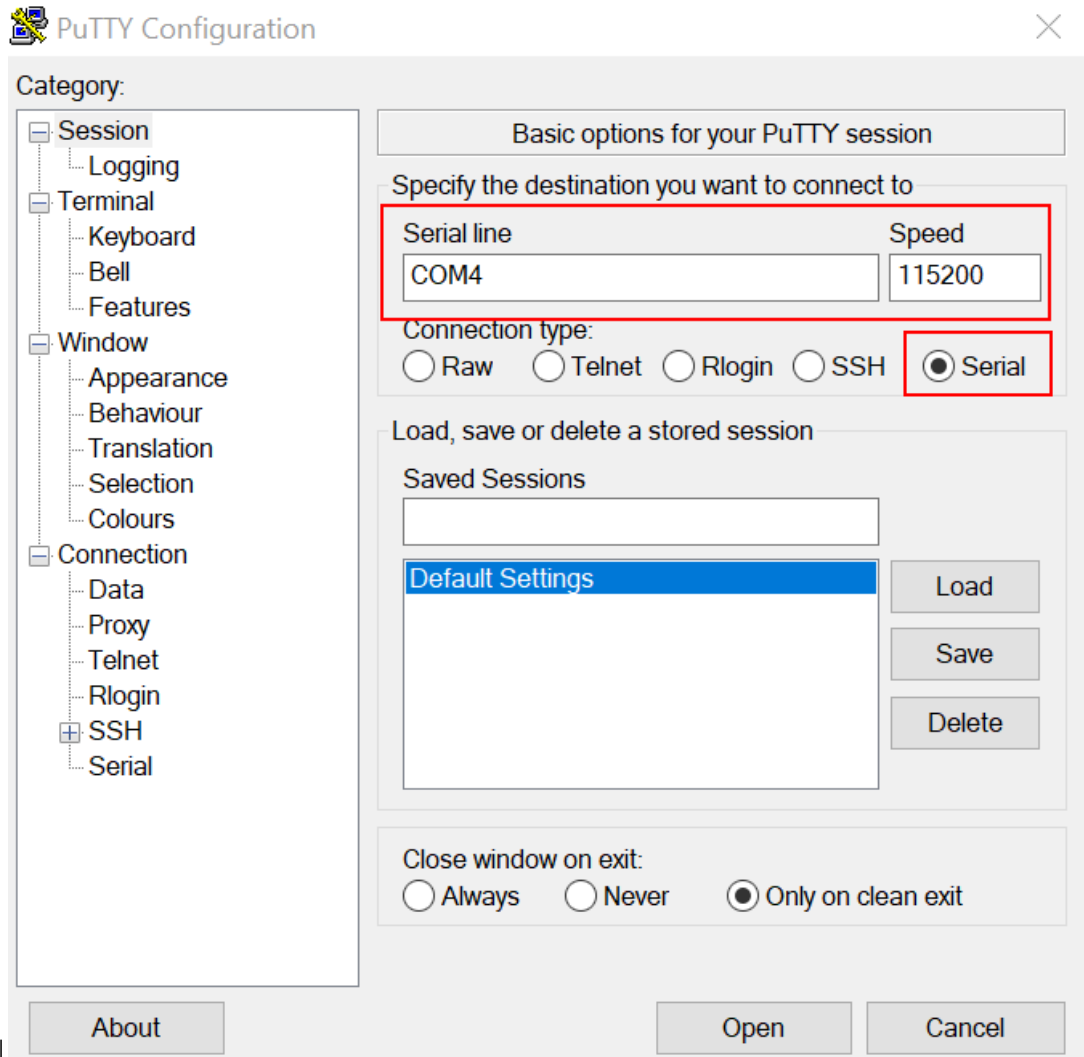 PuTTY Configuration
Category:
Session
Logging
Terminal
Keyboard
Bell
Features
Window
Appearance
Behaviour
Translation
Selection
Colours
Connection
Data
Proxy
Telnet
Rlogin
SSH
Serial
Basic options for your PuTTY session
Specify the destination you want to connect to
Serial line Speed
COM4 115200
Connection type:
Raw Telnet Rlogin SSH Serial
Load, save or delete a stored session
Saved Sessions
Default Settings
Load
Save
Delete
Close window on exit:
Always Never Only on clean exit
About Open Cancel